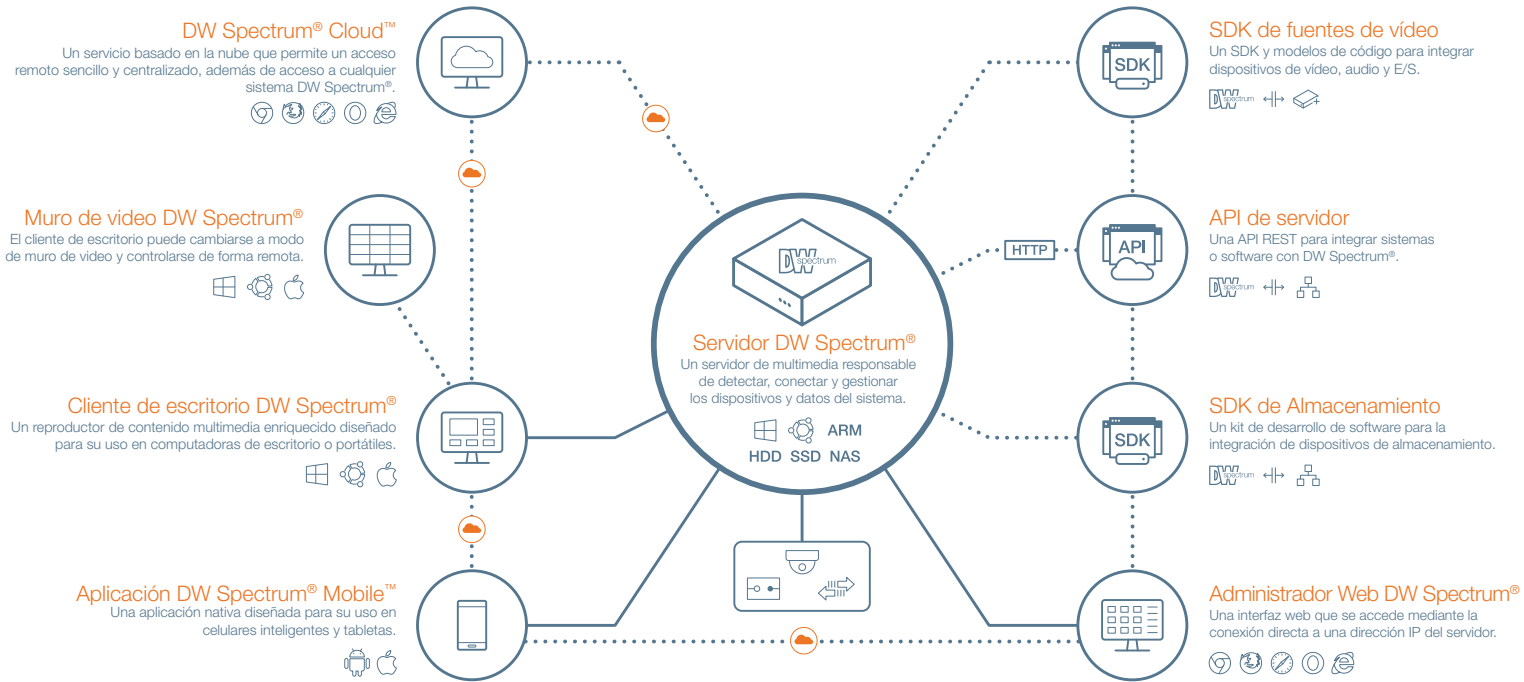 DW Spectrum® Cloud™
Un servicio basado en la nube que permite un acceso
remoto sencillo y centralizado, además de acceso a cualquier
sistema DW Spectrum®.
Muro de video DW Spectrum®
El cliente de escritorio puede cambiarse a modo
de muro de video y controlarse de forma remota.
Cliente de escritorio DW Spectrum®
Un reproductor de contenido multimedia enriquecido diseñado
para su uso en computadoras de escritorio o portátiles.
Aplicación DW Spectrum® Mobile™
Una aplicación nativa diseñada para su uso en
celulares inteligentes y tabletas.
DW spectrum
Servidor DW Spectrum®
Un servidor de multimedia responsable
de detectar, conectar y gestionar
los dispositivos y datos del sistema.
ARM
HDD SSD NAS
HTTP
SDK
SDK de fuentes de vídeo
Un SDK y modelos de código para integrar
dispositivos de vídeo, audio y E/S.
DW spectrum
API
API de servidor
Una API REST para integrar sistemas
o software con DW Spectrum®.
DW spectrum
SDK
SDK de Almacenamiento
Un kit de desarrollo de software para la
integración de dispositivos de almacenamiento.
DW spectrum
Administrador Web DW Spectrum®
Una interfaz web que se accede mediante la
conexión directa a una dirección IP del servidor.